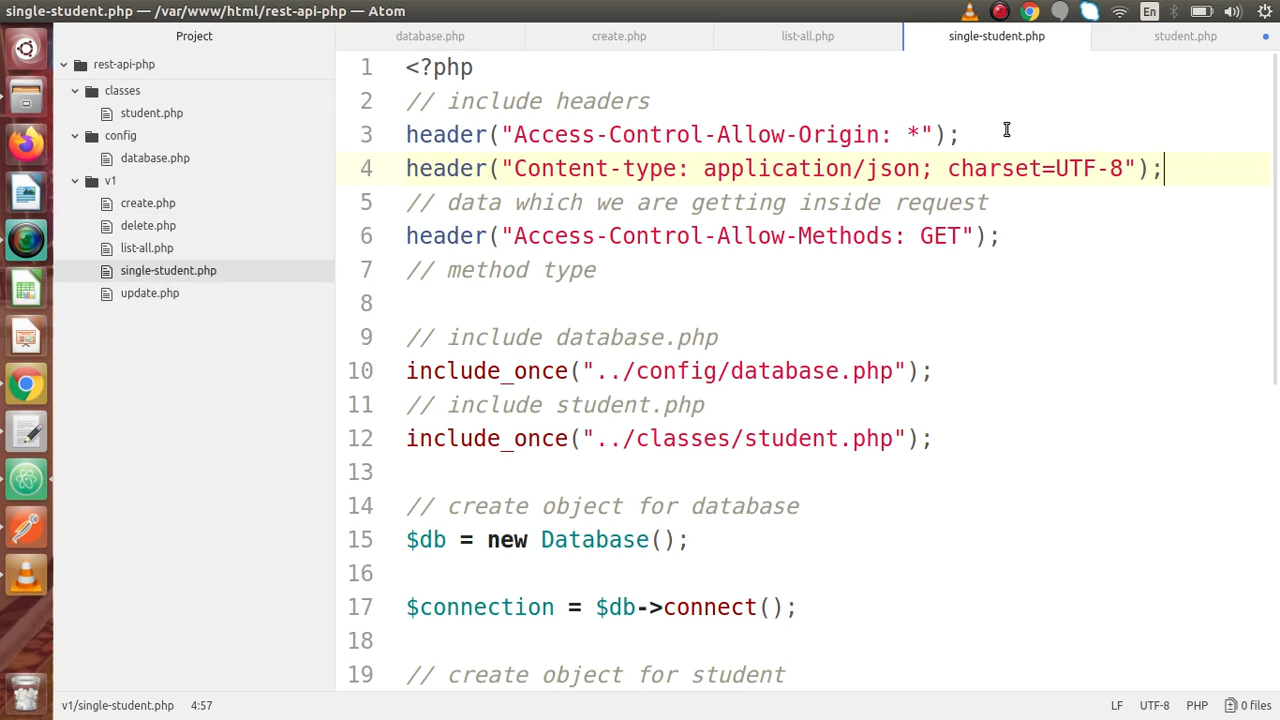 single-student.php — /var/www/html/rest-api-php — Atom
En
Project
database.php
create.php
list-all.php
single-student.php
student.php
rest-api-php
classes
student.php
config
database.php
v1
create.php
delete.php
list-all.php
single-student.php
update.php
1 <?php
2 // include headers
3 header("Access-Control-Allow-Origin: *");
4 header("Content-type: application/json; charset=UTF-8");
5 // data which we are getting inside request
6 header("Access-Control-Allow-Methods: GET");
7 // method type
8
9 // include database.php
10 include_once("../config/database.php");
11 // include student.php
12 include_once("../classes/student.php");
13
14 // create object for database
15 $db = new Database();
16
17 $connection = $db->connect();
18
19 // create object for student
v1/single-student.php 4:57
LF UTF-8 PHP 0 files